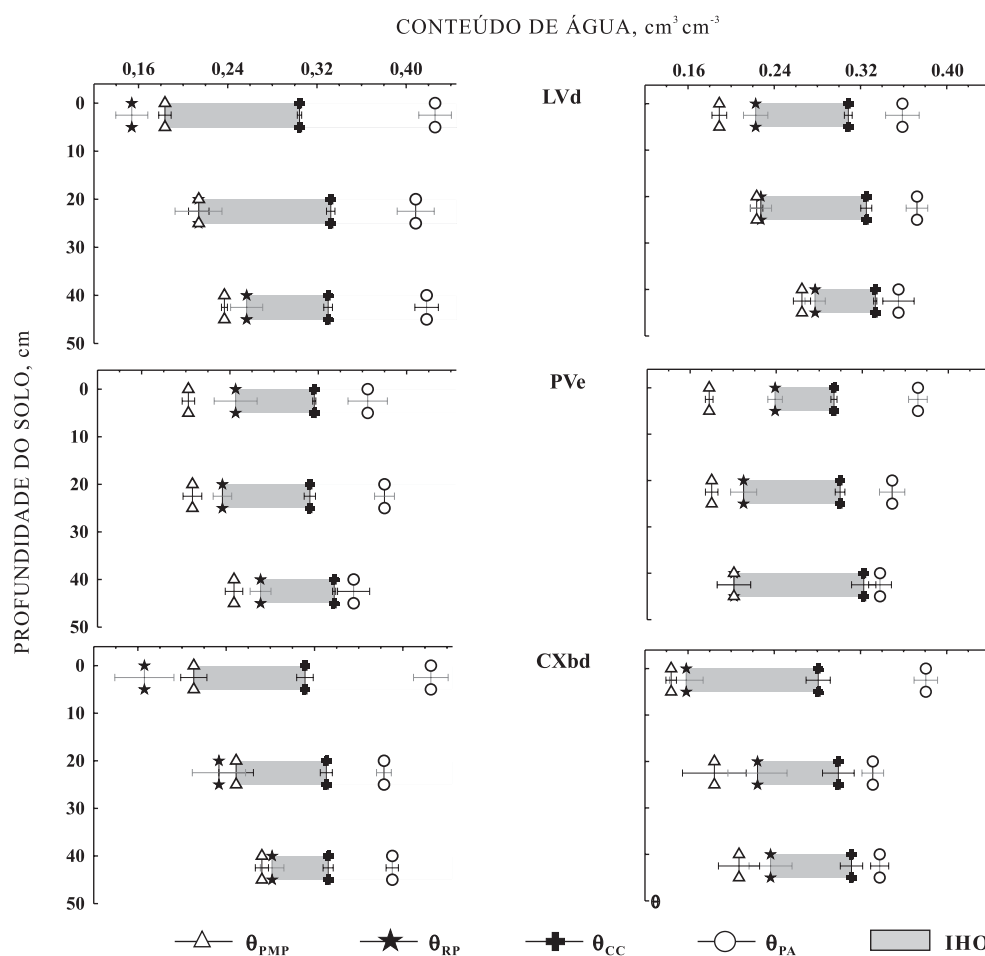 CONTEÚDO DE ÁGUA, cm³ cm⁻³
0,16 0,24 0,32 0,40
0,16 0,24 0,32 0,40
LVd
0
10
20
30
40
50
PVe
0
10
20
30
40
50
CXbd
0
10
20
30
40
50
PROFUNDIDADE DO SOLO, cm
θ
θPMP θRP θCC θPA IHO